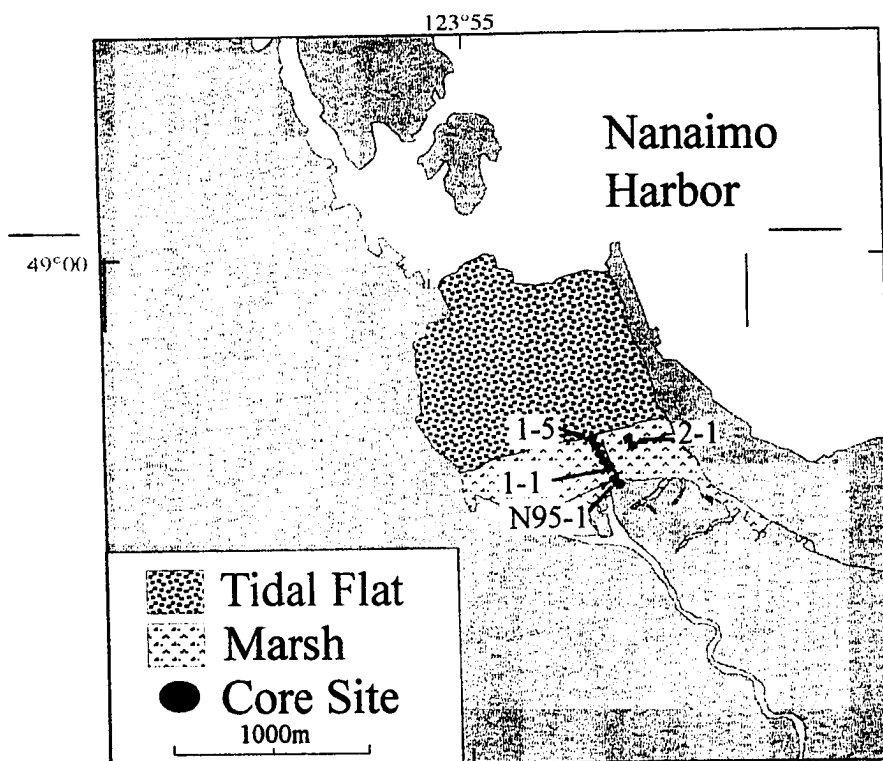 123°55
Nanaimo
Harbor
49°00
1-5
2-1
1-1
N95-1
Tidal Flat
Marsh
Core Site
1000m